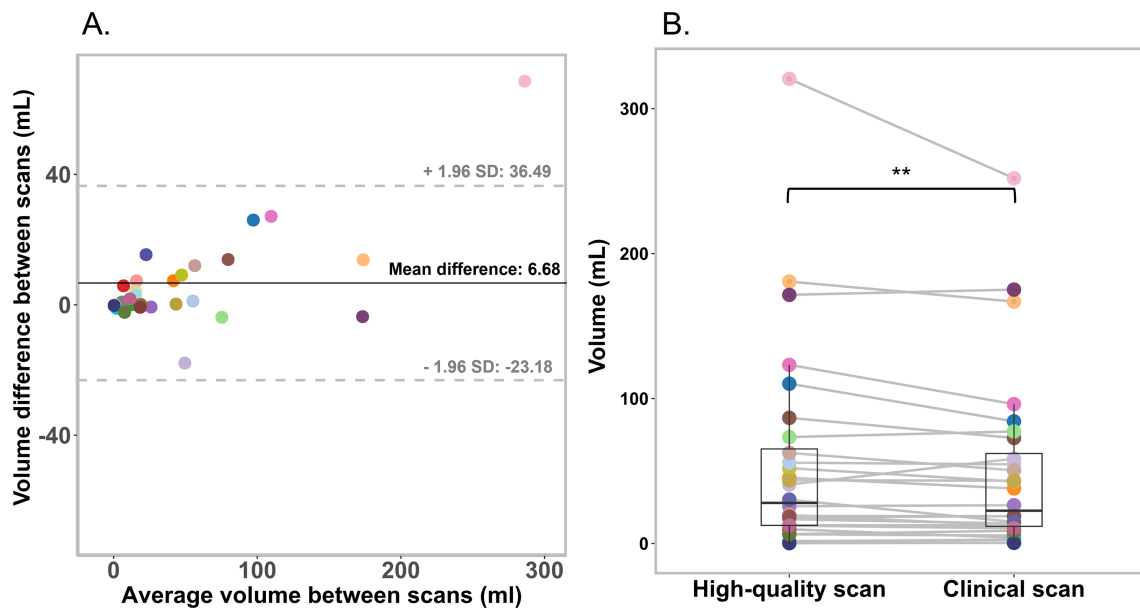 A.
Volume difference between scans (mL)
40
0
-40
+ 1.96 SD: 36.49
Mean difference: 6.68
- 1.96 SD: -23.18
0
100
200
300
Average volume between scans (ml)
B.
Volume (mL)
300
200
100
0
**
High-quality scan
Clinical scan